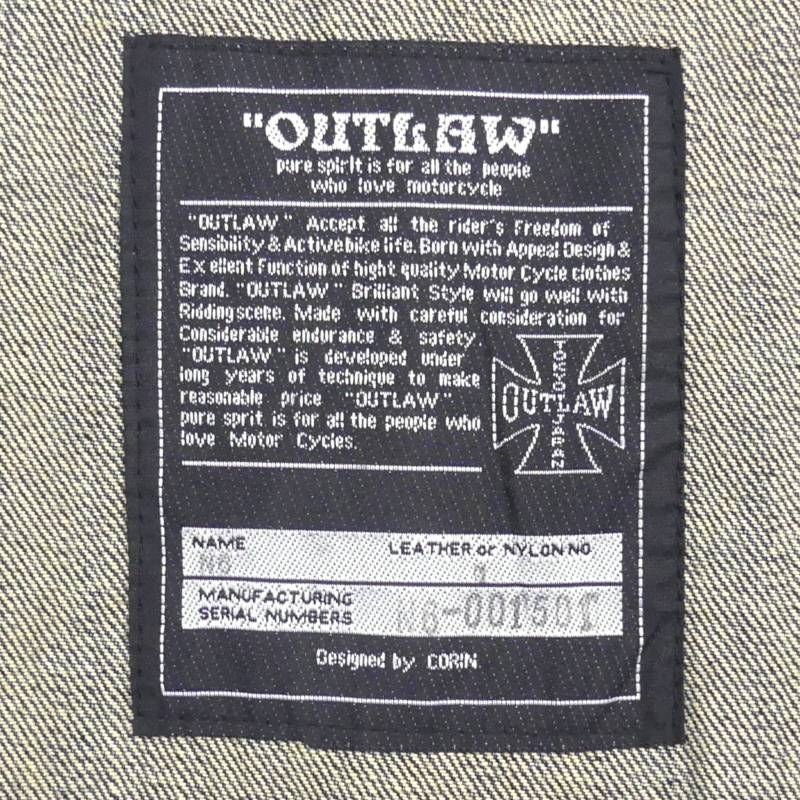 "OUTLAW"
pure spirit is for all the people
who love motorcycle
"OUTLAW" Accept all the rider's Freedom of
Sensibility & Activebike life. Born with Appeal Design &
Ex ellent Function of hight quality Motor Cycle clothes
Brand. "OUTLAW" Brilliant Style will go well with
Riddingscene. Made with careful consideration for
Considerable endurance & safety.
"OUTLAW" is developed under
long years of technique to make
reasonable price "OUTLAW"
pure sprit is for all the people who
love Motor Cycles.
OUTLAW
NAME
LEATHER or NYLON NO
N6
1
MANUFACTURING
SERIAL NUMBERS
N6-001501
Designed by CORIN